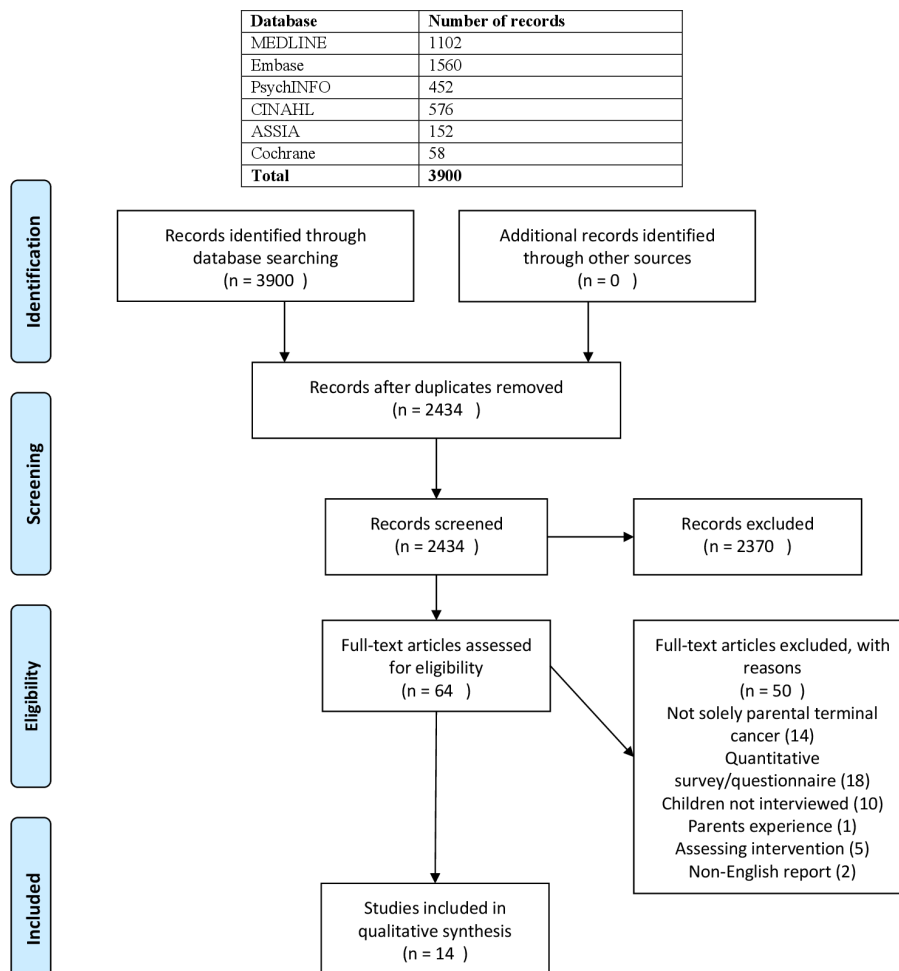 Database Number of records
MEDLINE 1102
Embase 1560
PsychINFO 452
CINAHL 576
ASSIA 152
Cochrane 58
Total 3900
Identification
Records identified through
database searching
(n = 3900 )
Additional records identified
through other sources
(n = 0 )
Records after duplicates removed
(n = 2434 )
Screening
Records screened
(n = 2434 )
Records excluded
(n = 2370 )
Eligibility
Full-text articles assessed
for eligibility
(n = 64 )
Full-text articles excluded, with
reasons
(n = 50 )
Not solely parental terminal
cancer (14)
Quantitative
survey/questionnaire (18)
Children not interviewed (10)
Parents experience (1)
Assessing intervention (5)
Non-English report (2)
Included
Studies included in
qualitative synthesis
(n = 14 )